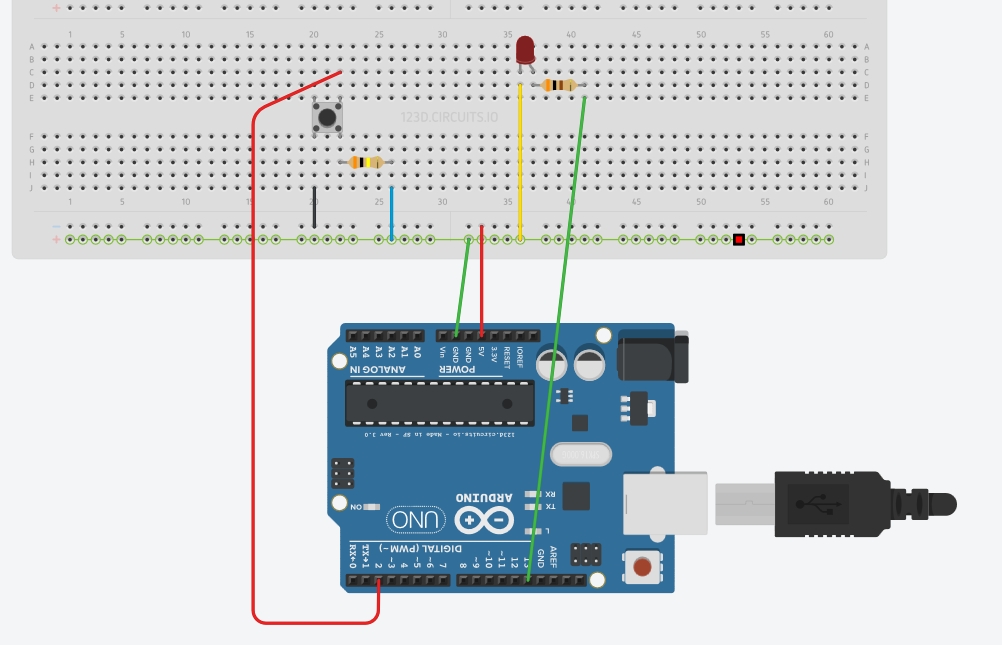 +
1 5 10 15 20 25 30 35 40 45 50 55 60
A A
B B
C C
D D
E E
123D.CIRCUITS.IO
F F
G G
H H
I I
J J
1 5 10 15 20 25 30 35 40 45 50 55 60
− −
+ +
A5 A4 A3 A2 A1 A0
Vin GND GND 5V 3.3V RESET IOREF
ANALOG IN
POWER
123d.circuits.io - Made in SF - Rev 3.0
RX
TX
ON
L
ARDUINO
UNO
DIGITAL (PWM~)
RX←0 TX→1 2 ~3 4 ~5 ~6 7 8 ~9 ~10 ~11 12 13 GND AREF